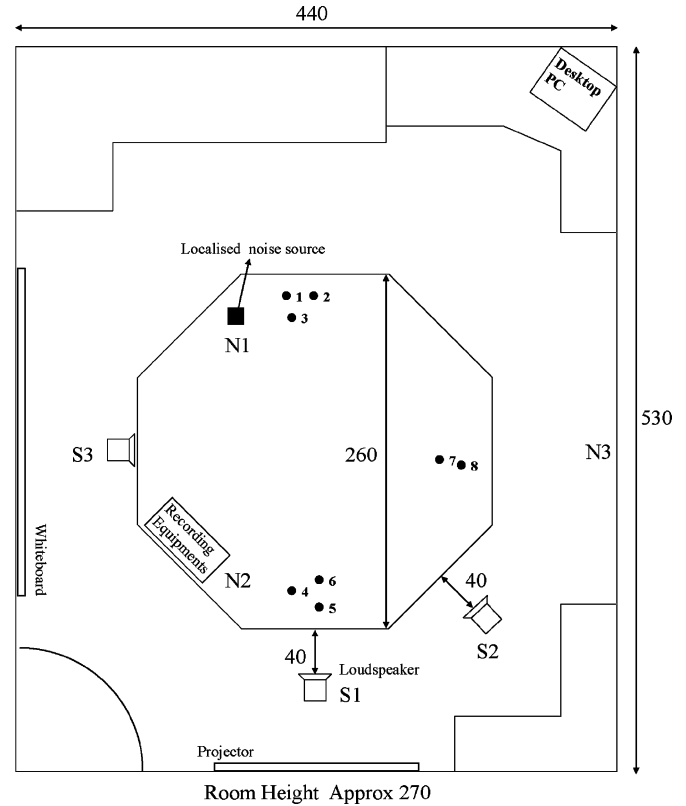 440
Desktop
PC
Localised noise source
1
2
3
N1
530
S3
260
7
8
N3
Recording
Equipments
Whiteboard
N2
6
4
5
40
S2
40
Loudspeaker
S1
Projector
Room Height Approx 270